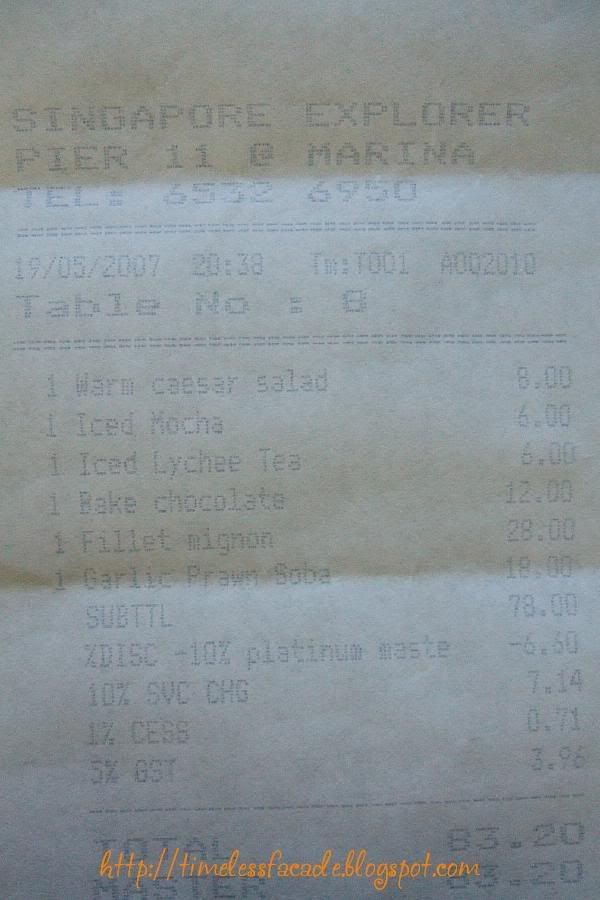 SINGAPORE EXPLORER
PIER 11 @ MARINA
TEL: 6532 6950
19/05/2007 20:38 Tm:T001 A002010
Table No : 8
1 Warm caesar salad 8.00
1 Iced Mocha 6.00
1 Iced Lychee Tea 6.00
1 Bake chocolate 12.00
1 Fillet mignon 28.00
1 Garlic Prawn Soba 18.00
SUBTTL 78.00
%DISC -10% platinum maste -6.60
10% SVC CHG 7.14
1% CESS 0.71
5% GST 3.96
TOTAL 83.20
http://timelessfacade.blogspot.com
MASTER 83.20